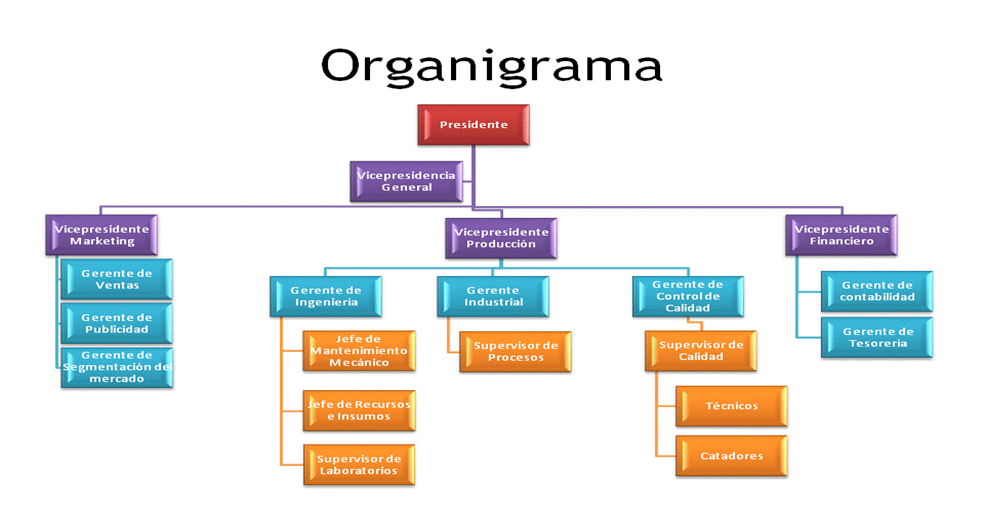 Organigrama
Presidente
Vicepresidencia
General
Vicepresidente
Marketing
Vicepresidente
Producción
Vicepresidente
Financiero
Gerente de
Ventas
Gerente de
Publicidad
Gerente de
Segmentación del
mercado
Gerente de
Ingenieria
Gerente
Industrial
Gerente de
Control de
Calidad
Gerente de
contabilidad
Gerente de
Tesoreria
Jefe de
Mantenimiento
Mecánico
Jefe de Recursos
e Insumos
Supervisor de
Laboratorios
Supervisor de
Procesos
Supervisor de
Calidad
Técnicos
Catadores